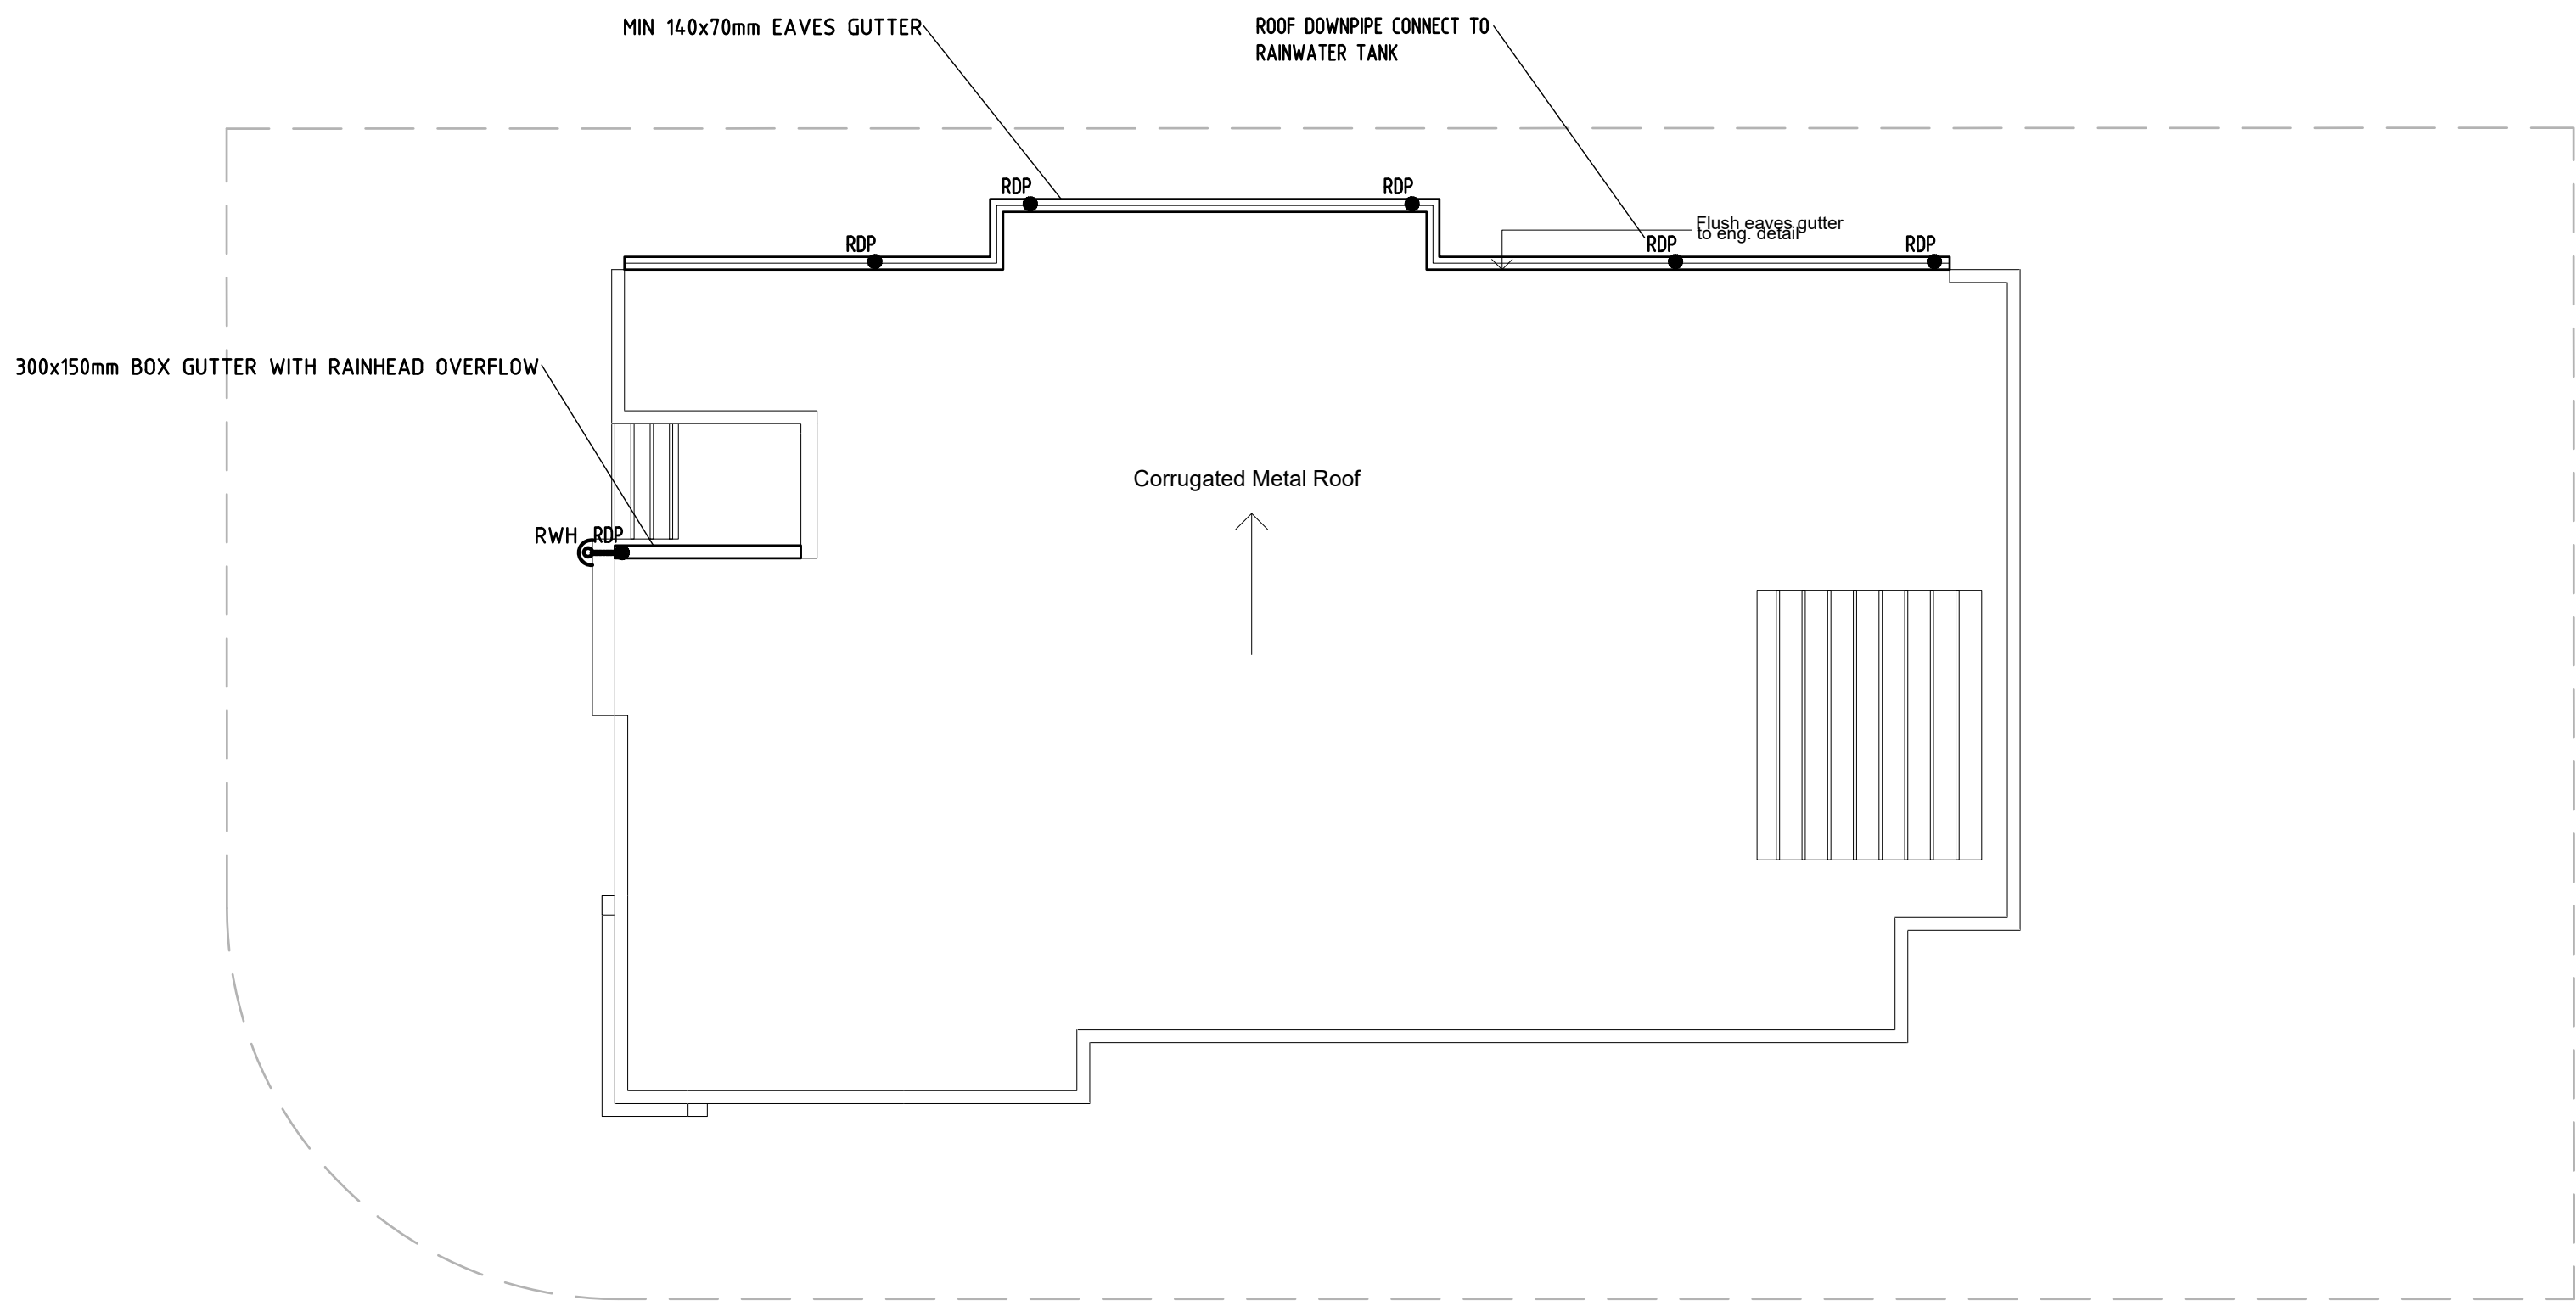 MIN 140x70mm EAVES GUTTER
ROOF DOWNPIPE CONNECT TO
RAINWATER TANK
RDP
RDP
RDP
Flush eaves gutter
to eng. detail
RDP
RDP
300x150mm BOX GUTTER WITH RAINHEAD OVERFLOW
Corrugated Metal Roof
RWH RDP